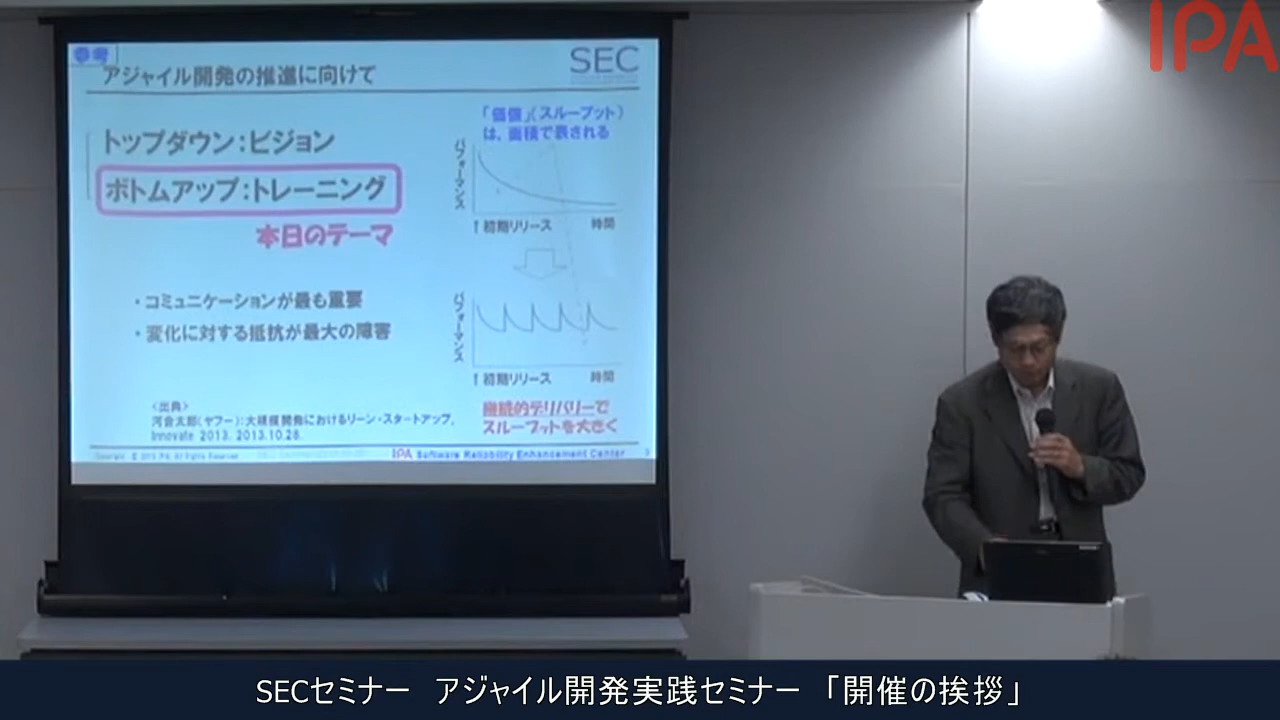 IPA
参考
SEC
アジャイル開発の推進に向けて
トップダウン:ビジョン
ボトムアップ:トレーニング
本日のテーマ
・コミュニケーションが最も重要
・変化に対する抵抗が最大の障害
「価値」(スループット)
は、面積で表される
パフォーマンス
↑初期リリース 時間
パフォーマンス
↑初期リリース 時間
機能的デリバリーで
スループットを大きく
<出典>
河合太郎(ヤフー):大規模開発におけるリーン・スタートアップ,
Innovate 2013. 2013.10.28.
IPA Software Reliability Enhancement Center
SECセミナー アジャイル開発実践セミナー 「開催の挨拶」